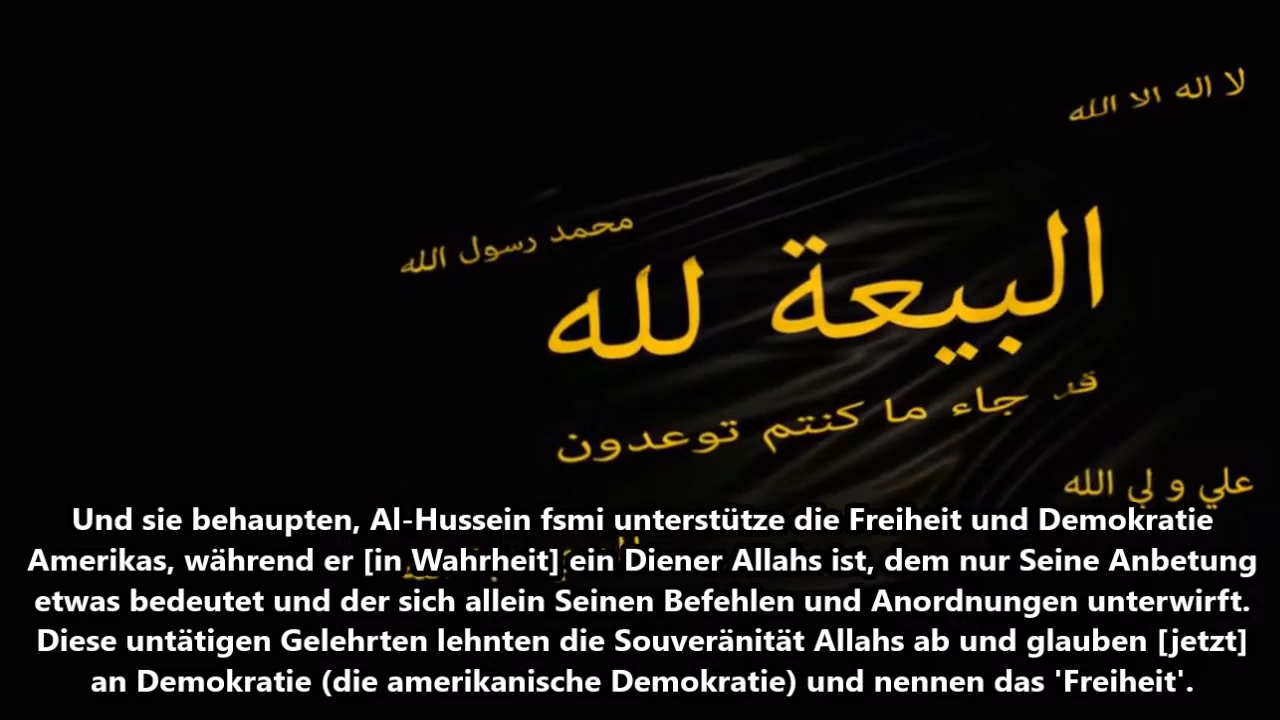 لا اله الا الله
محمد رسول الله
البيعة لله
قد جاء ما كنتم توعدون
علي و لي الله
Und sie behaupten, Al-Hussein fsmi unterstütze die Freiheit und Demokratie
Amerikas, während er [in Wahrheit] ein Diener Allahs ist, dem nur Seine Anbetung
etwas bedeutet und der sich allein Seinen Befehlen und Anordnungen unterwirft.
Diese untätigen Gelehrten lehnten die Souveränität Allahs ab und glauben [jetzt]
an Demokratie (die amerikanische Demokratie) und nennen das 'Freiheit'.